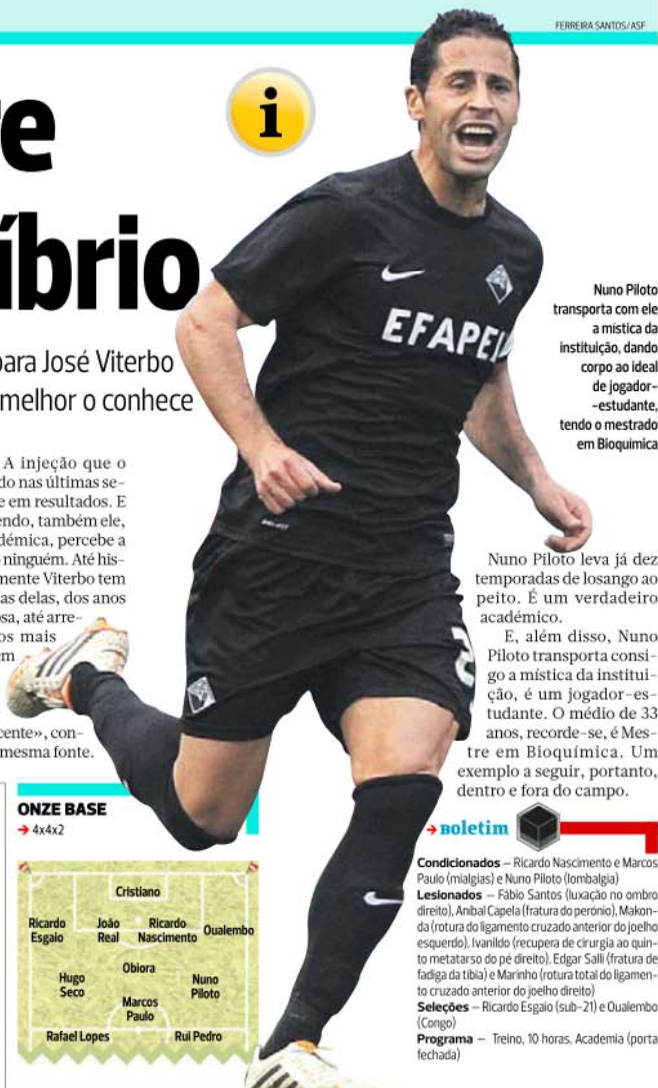 FERREIRA SANTOS/ASF
re
íbrio
i
para José Viterbo
melhor o conhece
EFAPEL
Nuno Piloto
transporta com ele
a mística da
instituição, dando
corpo ao ideal
de jogador-
-estudante,
tendo o mestrado
em Bioquímica
A injeção que o
do nas últimas se-
e em resultados. E
endo, também ele,
démica, percebe a
ninguém. Até his-
mente Viterbo tem
as delas, dos anos
osa, até arre-
os mais
em
cente», con-
mesma fonte.
Nuno Piloto leva já dez
temporadas de losango ao
peito. É um verdadeiro
académico.
E, além disso, Nuno
Piloto transporta consi-
go a mística da institui-
ção, é um jogador-es-
tudante. O médio de 33
anos, recorde-se, é Mes-
tre em Bioquímica. Um
exemplo a seguir, portanto,
dentro e fora do campo.
ONZE BASE
→ 4x4x2
Cristiano
Ricardo Esgaio
João Real
Ricardo Nascimento
Oualembo
Hugo Seco
Obiora
Nuno Piloto
Marcos Paulo
Rafael Lopes
Rui Pedro
→ Boletim
Condicionados – Ricardo Nascimento e Marcos
Paulo (mialgias) e Nuno Piloto (lombalgia)
Lesionados – Fábio Santos (luxação no ombro
direito), Aníbal Capela (fratura do perónio), Makon-
da (rotura do ligamento cruzado anterior do joelho
esquerdo), Ivanildo (recupera de cirurgia ao quin-
to metatarso do pé direito), Edgar Salli (fratura de
fadiga da tíbia) e Marinho (rotura total do ligamen-
to cruzado anterior do joelho direito)
Seleções – Ricardo Esgaio (sub-21) e Oualembo
(Congo)
Programa – Treino, 10 horas, Academia (porta
fechada)